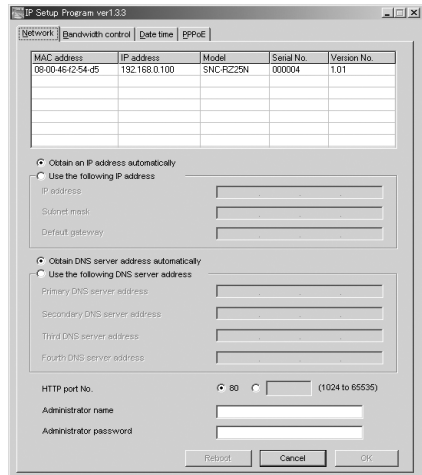 IP Setup Program ver1.3.3
Network Bandwidth control Date time PPPoE
MAC address IP address Model Serial No. Version No.
08-00-46-f2-54-d5 192.168.0.100 SNC-RZ25N 000004 1.01
Obtain an IP address automatically
Use the following IP address
IP address
Subnet mask
Default gateway
Obtain DNS server address automatically
Use the following DNS server address
Primary DNS server address
Secondary DNS server address
Third DNS server address
Fourth DNS server address
HTTP port No. 80 (1024 to 65535)
Administrator name
Administrator password
Reboot Cancel OK